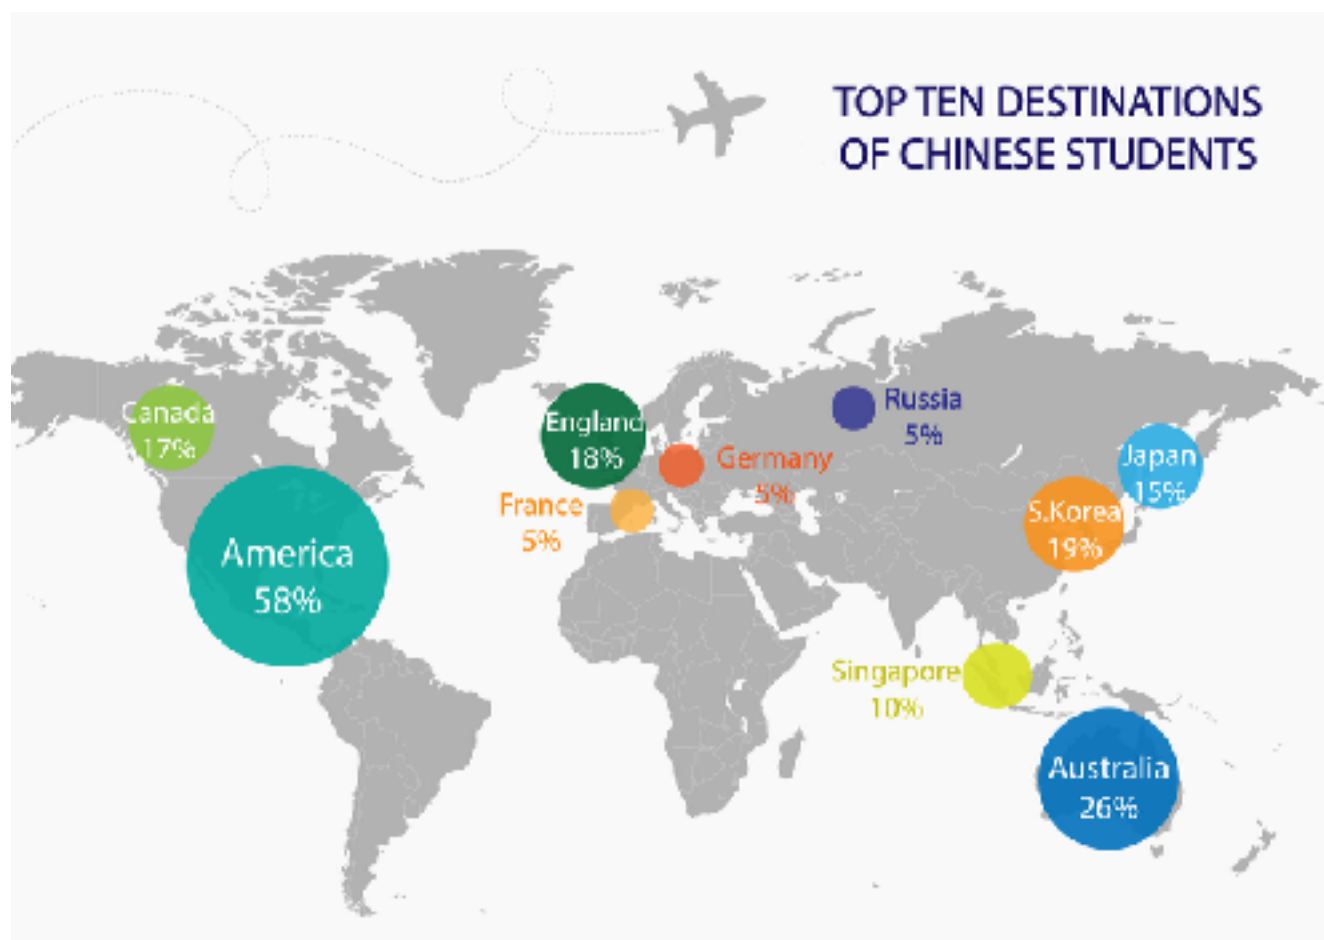 TOP TEN DESTINATIONS
OF CHINESE STUDENTS
Canada
17%
England
18%
Russia
5%
Germany
5%
France
5%
Japan
15%
S.Korea
19%
America
58%
Singapore
10%
Australia
26%